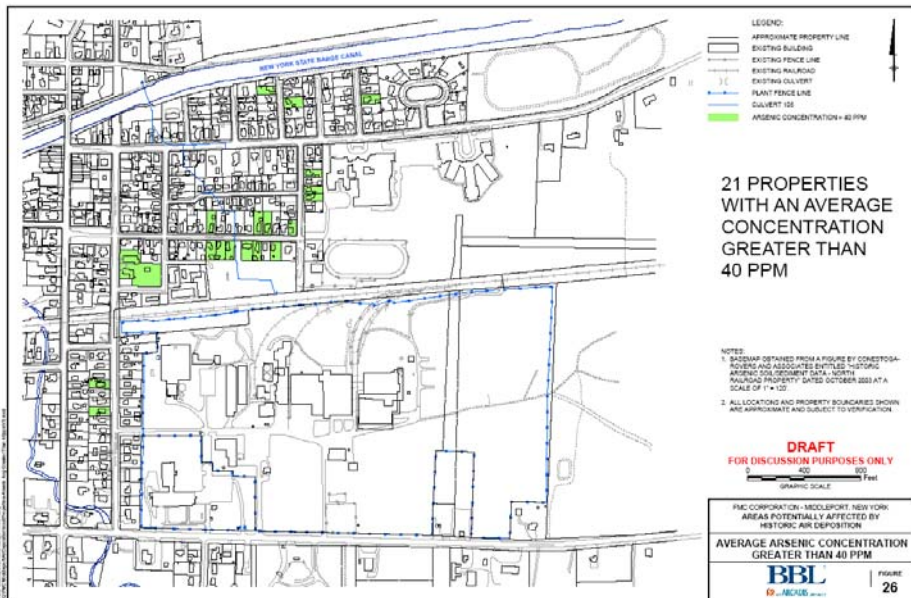 NEW YORK STATE BARGE CANAL
LEGEND:
APPROXIMATE PROPERTY LINE
EXISTING BUILDING
EXISTING FENCE LINE
EXISTING RAILROAD
EXISTING CULVERT
PLANT FENCE LINE
CULVERT 105
ARSENIC CONCENTRATION > 40 PPM
21 PROPERTIES
WITH AN AVERAGE
CONCENTRATION
GREATER THAN
40 PPM
NOTES:
1. BASEMAP OBTAINED FROM A FIGURE BY CONESTOGA-
ROVERS AND ASSOCIATES ENTITLED "HISTORIC
ARSENIC SOIL/SEDIMENT DATA - NORTH
RAILROAD PROPERTY" DATED OCTOBER 2003 AT A
SCALE OF 1" = 120'.
2. ALL LOCATIONS AND PROPERTY BOUNDARIES SHOWN
ARE APPROXIMATE AND SUBJECT TO VERIFICATION.
DRAFT
FOR DISCUSSION PURPOSES ONLY
0 400 800
Feet
GRAPHIC SCALE
FMC CORPORATION - MIDDLEPORT, NEW YORK
AREAS POTENTIALLY AFFECTED BY
HISTORIC AIR DEPOSITION
AVERAGE ARSENIC CONCENTRATION
GREATER THAN 40 PPM
BBL
an ARCADIS
FIGURE
26